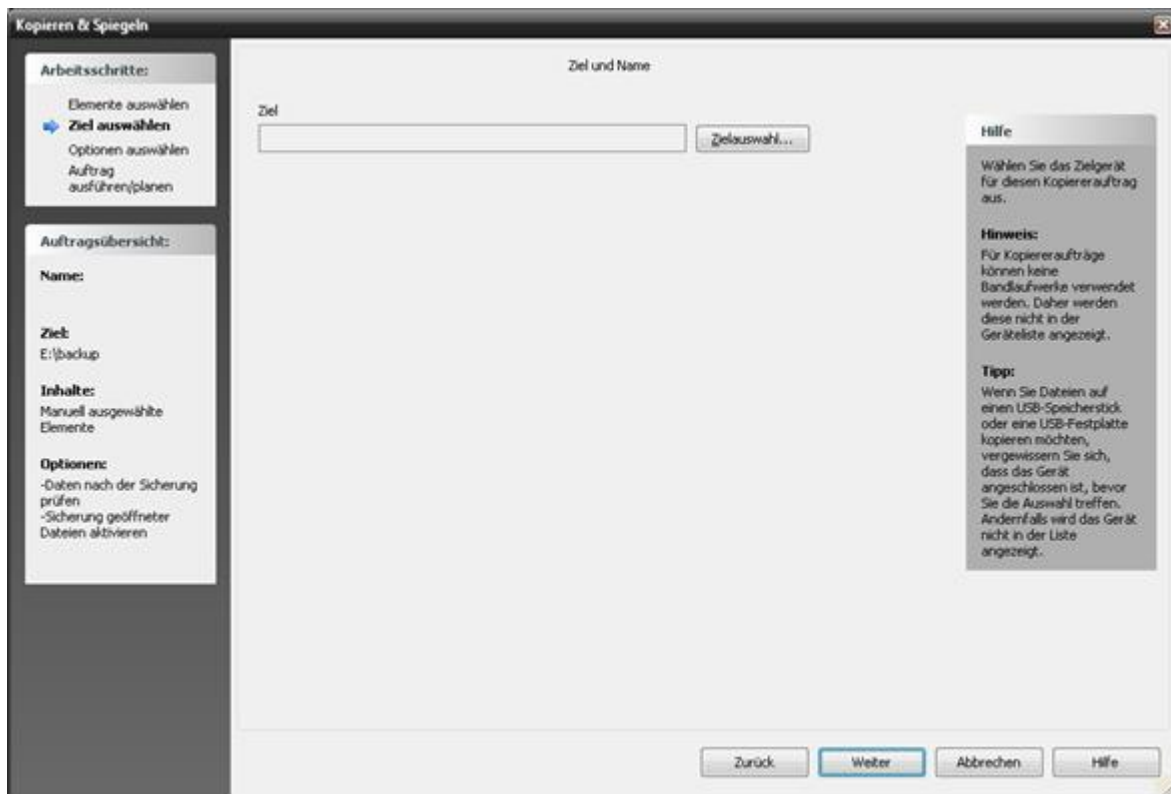 Kopieren & Spiegeln
Arbeitsschritte:
Elemente auswählen
Ziel auswählen
Optionen auswählen
Auftrag
ausführen/planen
Auftragsübersicht:
Name:
Ziel:
E:\backup
Inhalte:
Manuell ausgewählte
Elemente
Optionen:
-Daten nach der Sicherung
prüfen
-Sicherung geöffneter
Dateien aktivieren
Ziel und Name
Ziel
Zielauswahl...
Hilfe
Wählen Sie das Zielgerät
für diesen Kopiererauftrag
aus.
Hinweis:
Für Kopiereraufträge
können keine
Bandlaufwerke verwendet
werden. Daher werden
diese nicht in der
Geräteliste angezeigt.
Tipp:
Wenn Sie Dateien auf
einen USB-Speicherstick
oder eine USB-Festplatte
kopieren möchten,
vergewissern Sie sich,
dass das Gerät
angeschlossen ist, bevor
Sie die Auswahl treffen.
Andernfalls wird das Gerät
nicht in der Liste
angezeigt.
Zurück
Weiter
Abbrechen
Hilfe